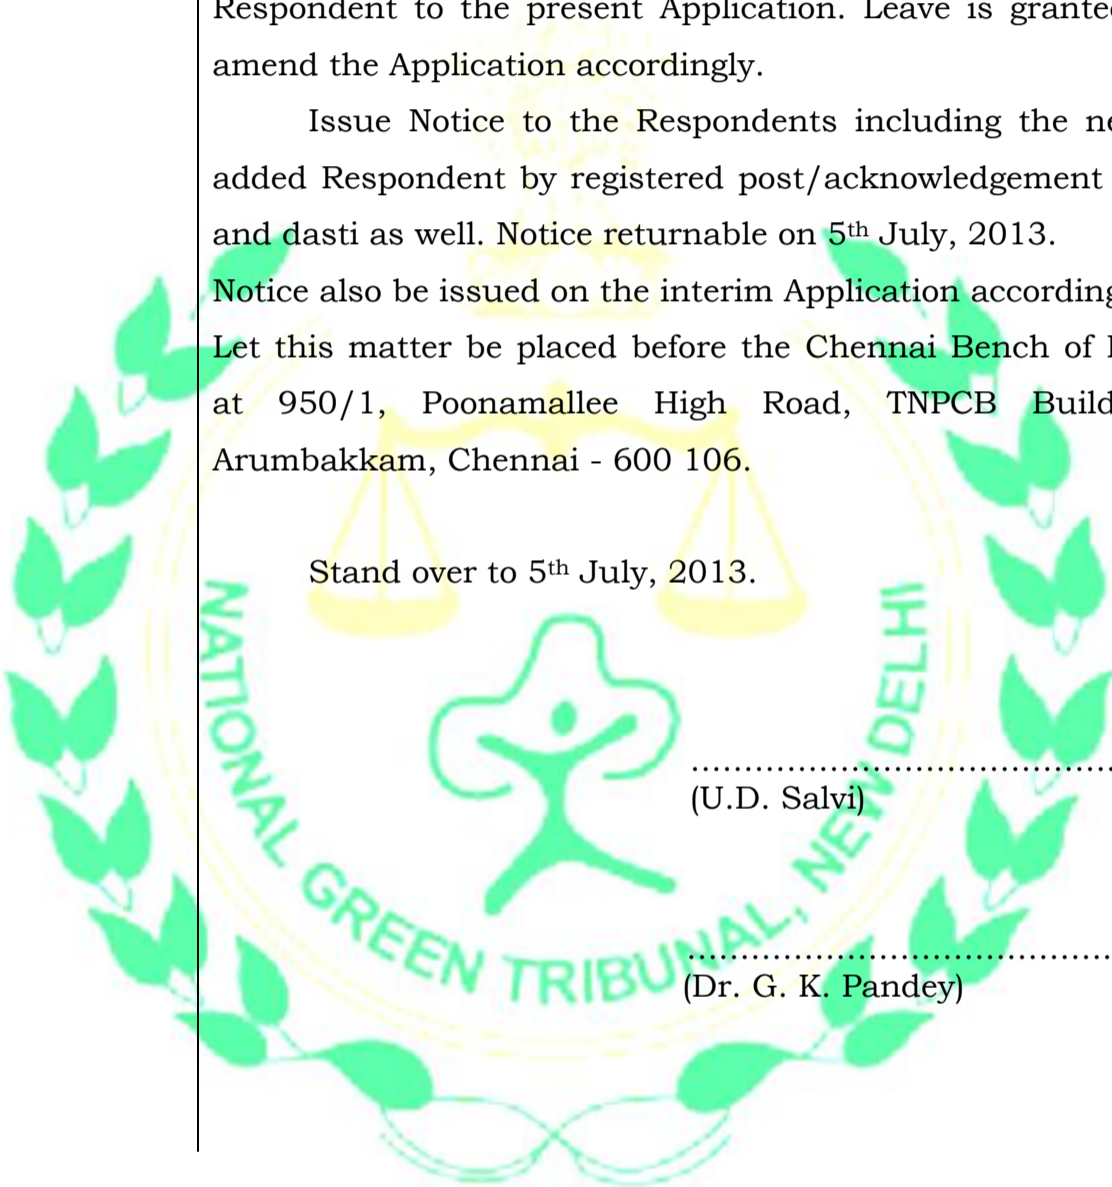 Respondent to the present Application. Leave is grante
amend the Application accordingly.
Issue Notice to the Respondents including the ne
added Respondent by registered post/acknowledgement
and dasti as well. Notice returnable on 5th July, 2013.
Notice also be issued on the interim Application according
Let this matter be placed before the Chennai Bench of
at 950/1, Poonamallee High Road, TNPCB Build
Arumbakkam, Chennai - 600 106.
Stand over to 5th July, 2013.
NATIONAL GREEN TRIBUNAL, NEW DELHI
..........................................
(U.D. Salvi)
..........................................
(Dr. G. K. Pandey)